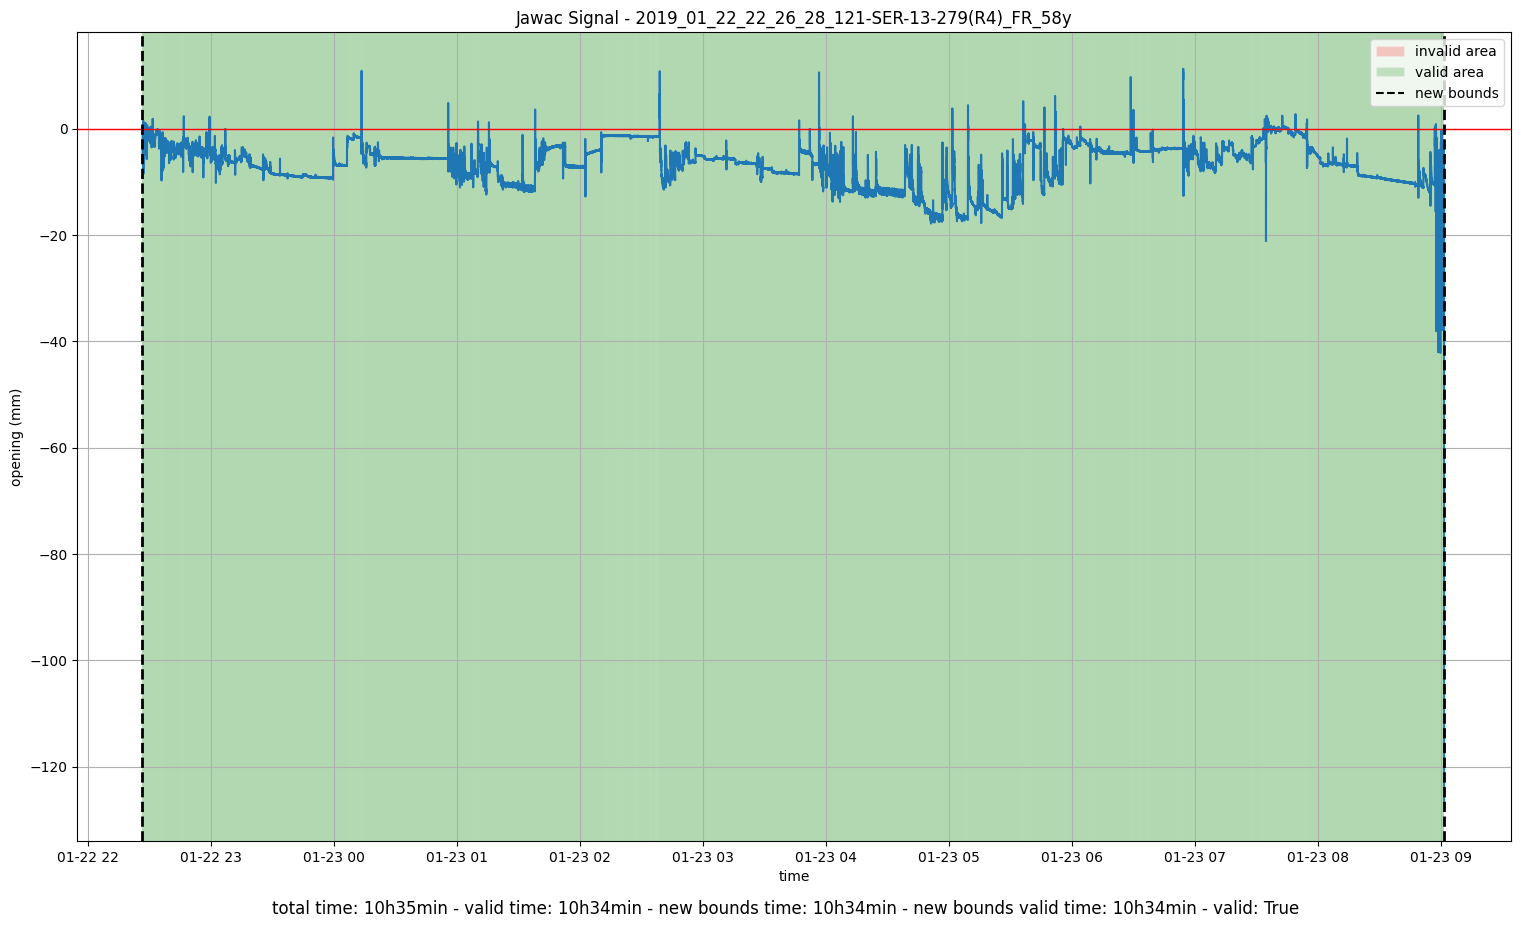 Jawac Signal - 2019_01_22_22_26_28_121-SER-13-279(R4)_FR_58y
invalid area
valid area
new bounds
opening (mm)
0
−20
−40
−60
−80
−100
−120
01-22 22
01-22 23
01-23 00
01-23 01
01-23 02
01-23 03
01-23 04
01-23 05
01-23 06
01-23 07
01-23 08
01-23 09
time
total time: 10h35min - valid time: 10h34min - new bounds time: 10h34min - new bounds valid time: 10h34min - valid: True